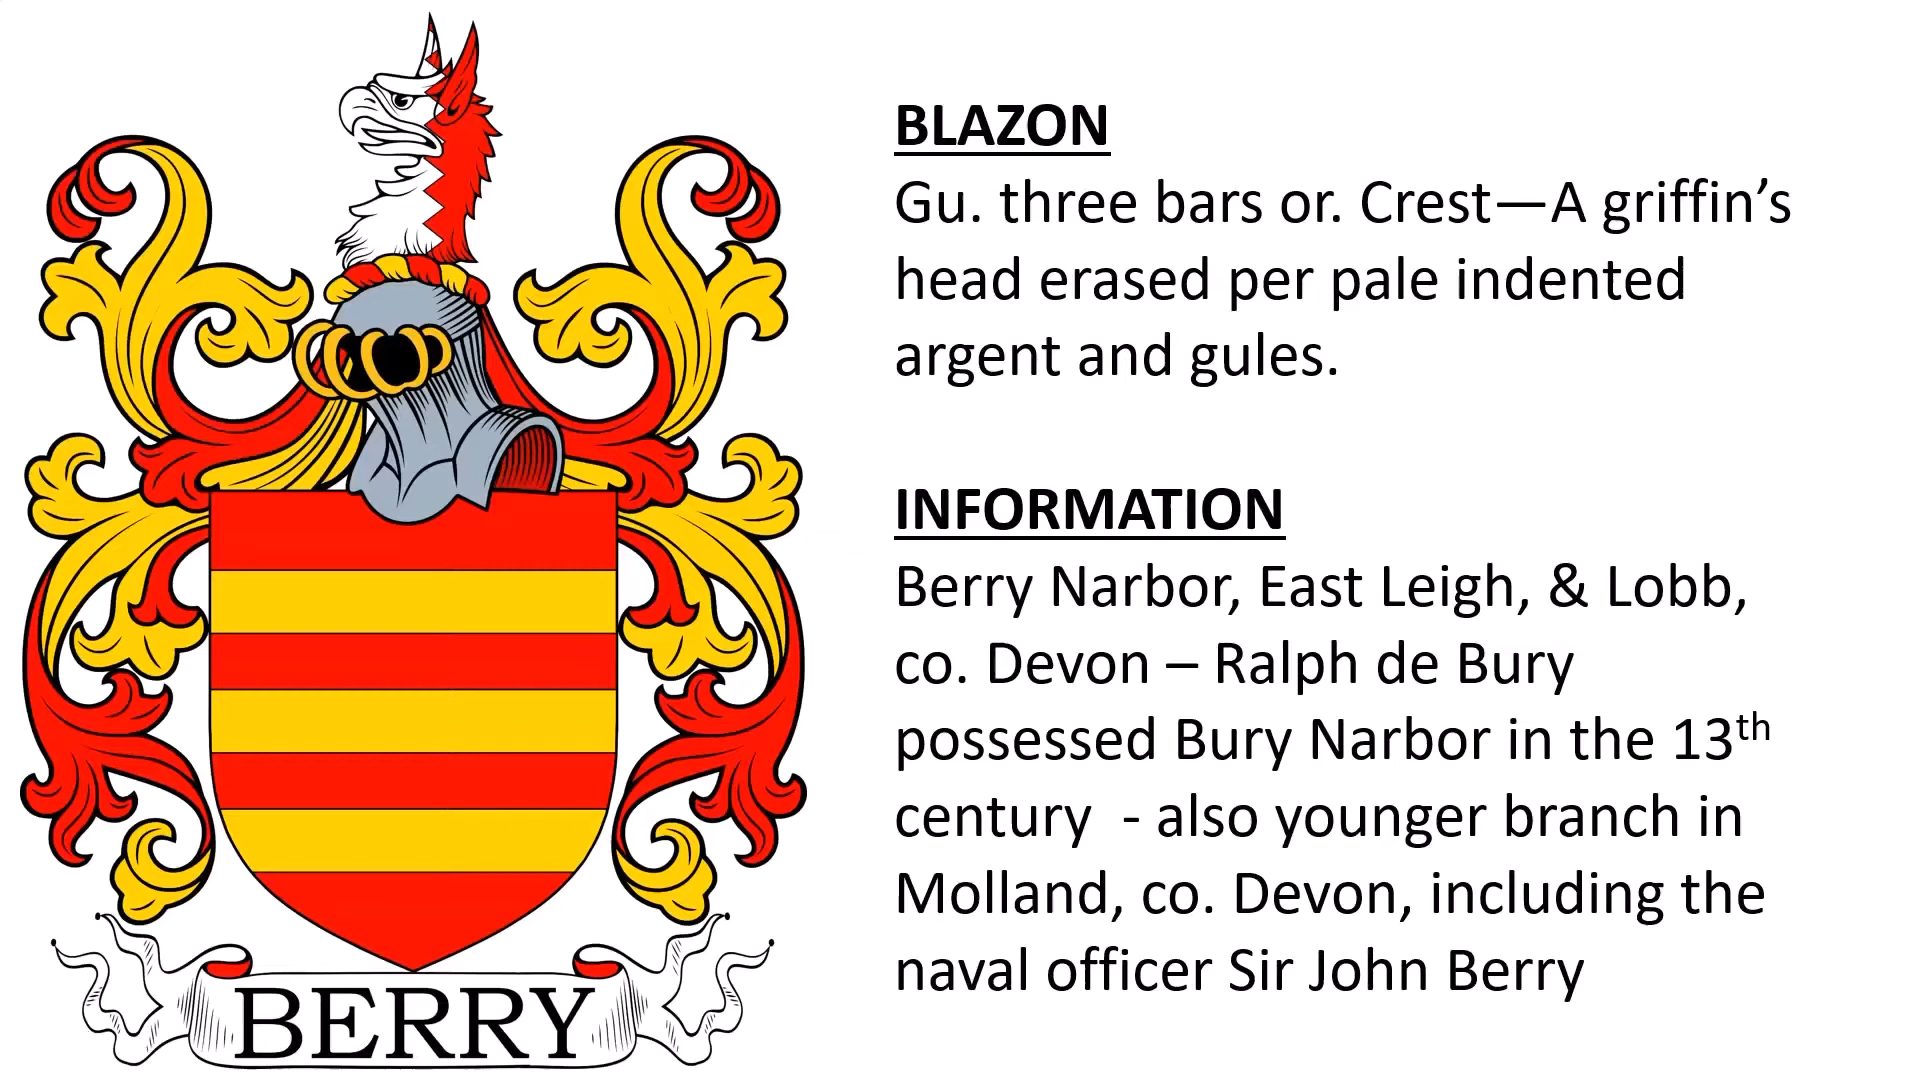 BLAZON
Gu. three bars or. Crest—A griffin’s
head erased per pale indented
argent and gules.
INFORMATION
Berry Narbor, East Leigh, & Lobb,
co. Devon – Ralph de Bury
possessed Bury Narbor in the 13th
century  - also younger branch in
Molland, co. Devon, including the
naval officer Sir John Berry
BERRY